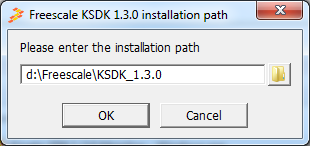 Freescale KSDK 1.3.0 installation path
Please enter the installation path
d:\Freescale\KSDK_1.3.0
OK Cancel